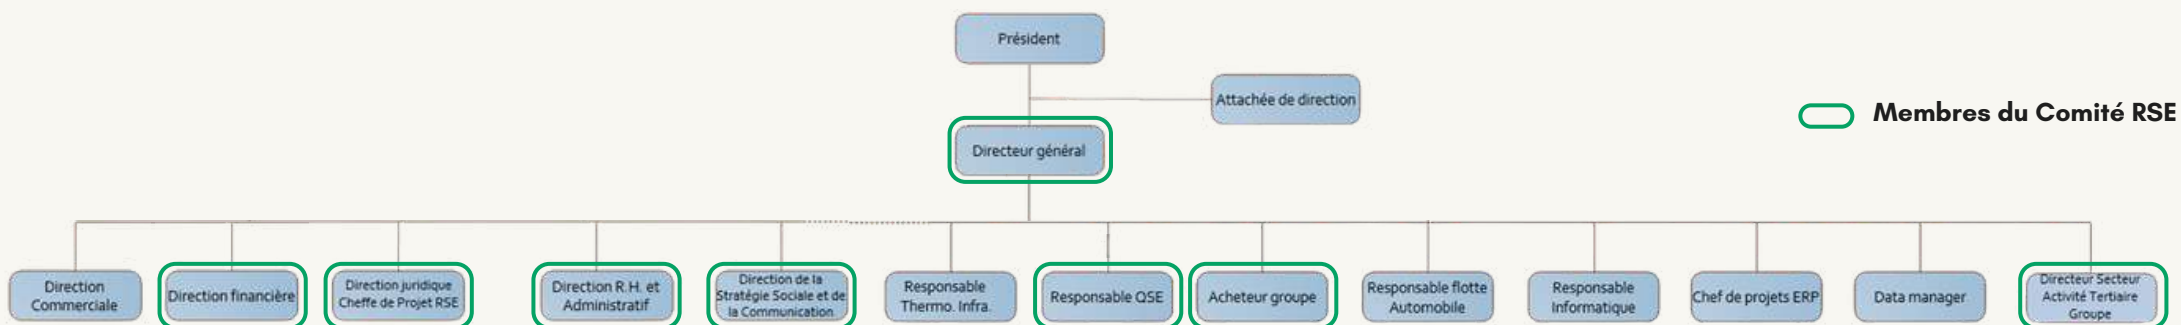 Président
Attachée de direction
Membres du Comité RSE
Directeur général
Direction
Commerciale
Direction financière
Direction juridique
Cheffe de Projet RSE
Direction R.H. et
Administratif
Direction de la
Stratégie Sociale et de
la Communication
Responsable
Thermo. Infra.
Responsable QSE
Acheteur groupe
Responsable flotte
Automobile
Responsable
Informatique
Chef de projets ERP
Data manager
Directeur Secteur
Activité Tertiaire
Groupe